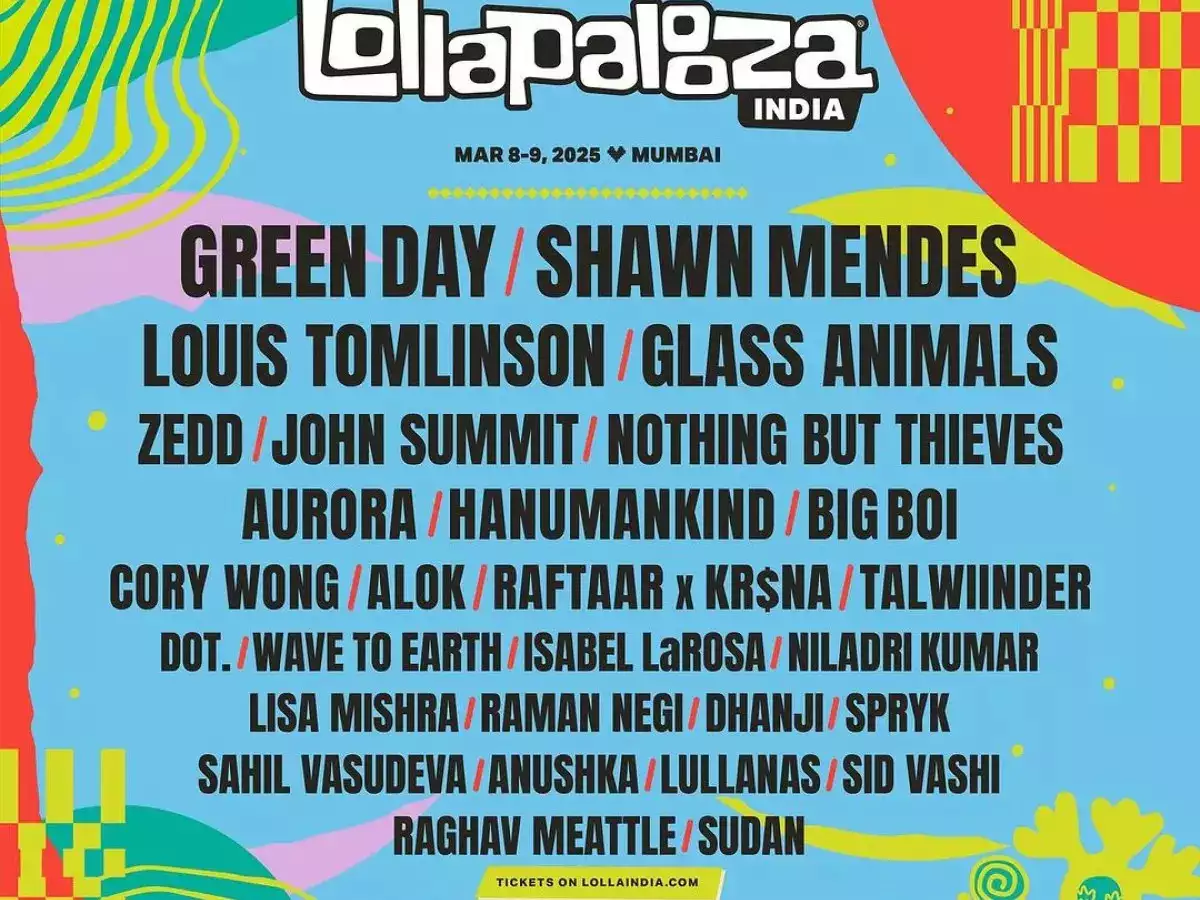 Lollapalooza
INDIA
MAR 8-9, 2025 MUMBAI
GREEN DAY / SHAWN MENDES
LOUIS TOMLINSON / GLASS ANIMALS
ZEDD / JOHN SUMMIT / NOTHING BUT THIEVES
AURORA / HANUMANKIND / BIG BOI
CORY WONG / ALOK / RAFTAAR x KR$NA / TALWIINDER
DOT. / WAVE TO EARTH / ISABEL LaROSA / NILADRI KUMAR
LISA MISHRA / RAMAN NEGI / DHANJI / SPRYK
SAHIL VASUDEVA / ANUSHKA / LULLANAS / SID VASHI
RAGHAV MEATTLE / SUDAN
TICKETS ON LOLLAINDIA.COM